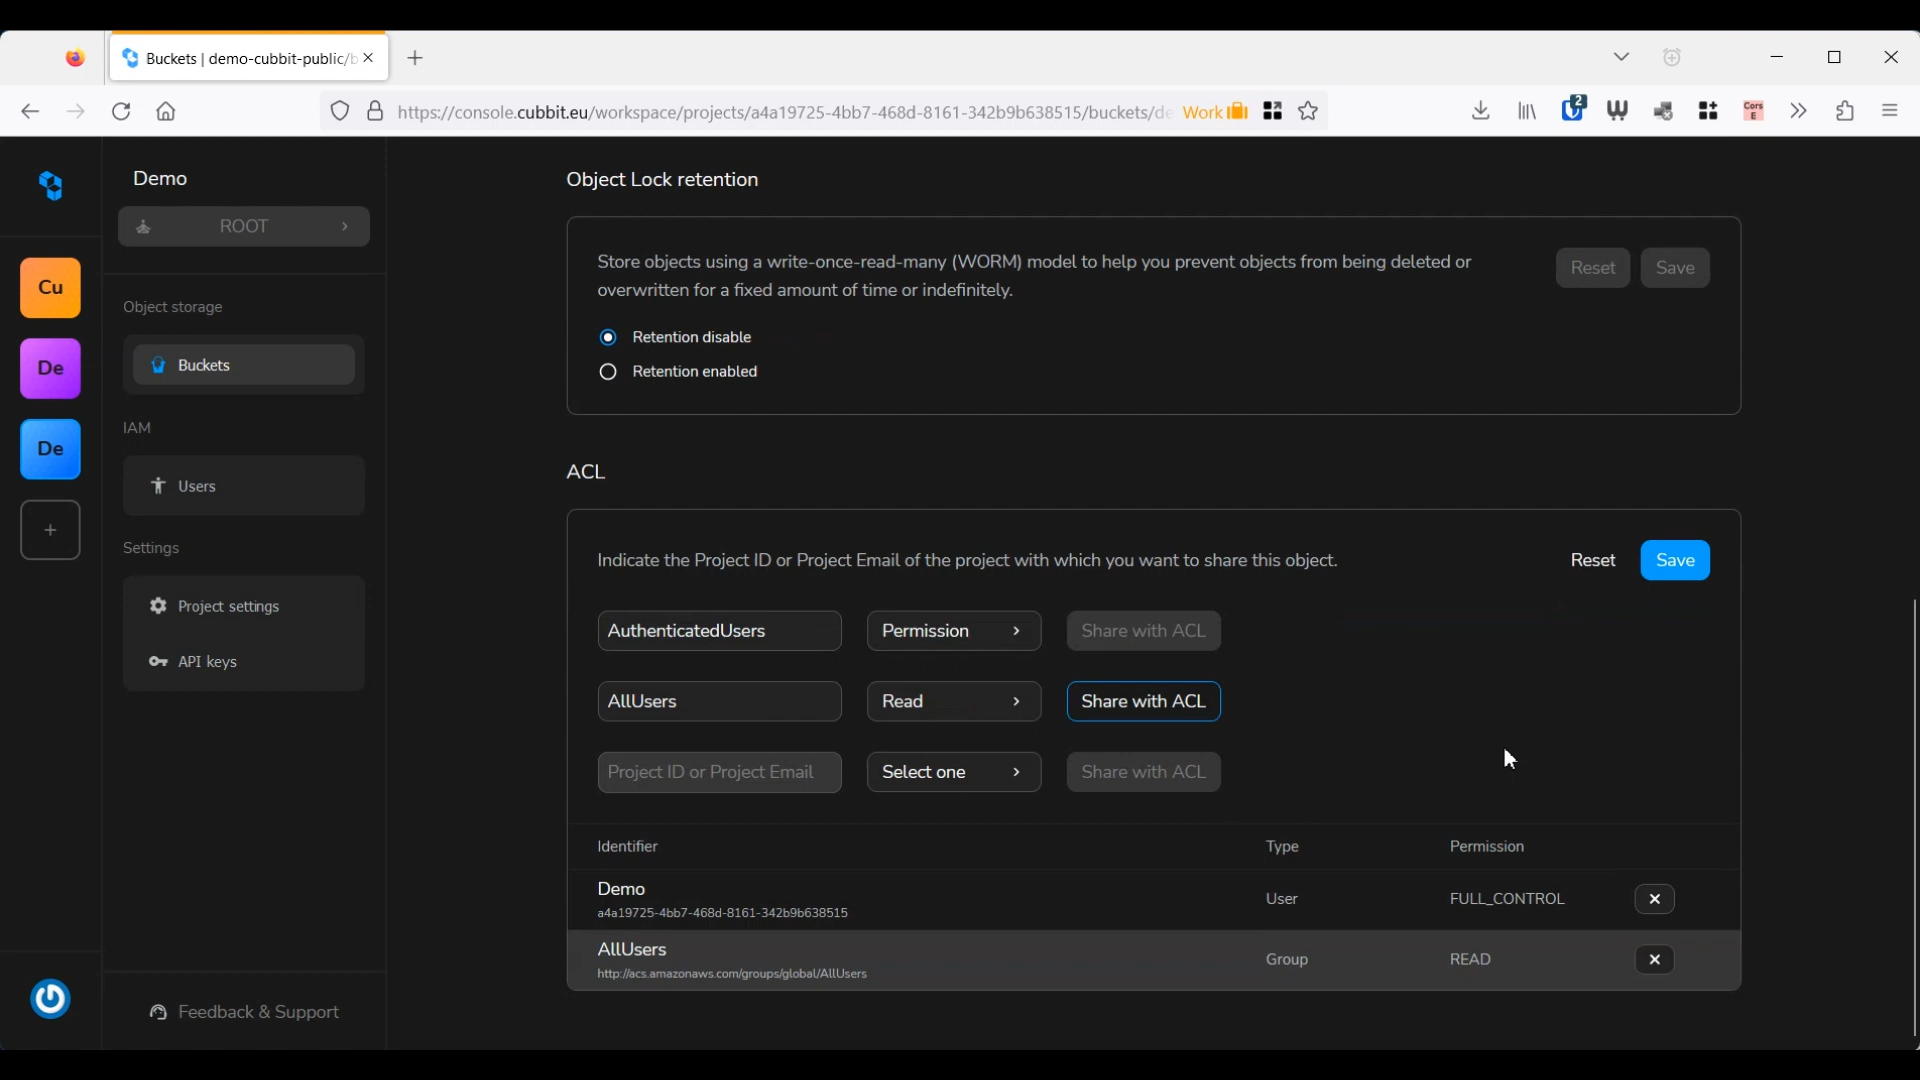 Buckets | demo-cubbit-public/b
https://console.cubbit.eu/workspace/projects/a4a19725-4bb7-468d-8161-342b9b638515/buckets/de
Work
2
Cors
E
Demo
ROOT
Cu
De
De
+
Object storage
Buckets
IAM
Users
Settings
Project settings
API keys
Feedback & Support
Object Lock retention
Store objects using a write-once-read-many (WORM) model to help you prevent objects from being deleted or
overwritten for a fixed amount of time or indefinitely.
Reset
Save
Retention disable
Retention enabled
ACL
Indicate the Project ID or Project Email of the project with which you want to share this object.
Reset
Save
AuthenticatedUsers
Permission
Share with ACL
AllUsers
Read
Share with ACL
Project ID or Project Email
Select one
Share with ACL
Identifier
Type
Permission
Demo
a4a19725-4bb7-468d-8161-342b9b638515
User
FULL_CONTROL
AllUsers
http://acs.amazonaws.com/groups/global/AllUsers
Group
READ